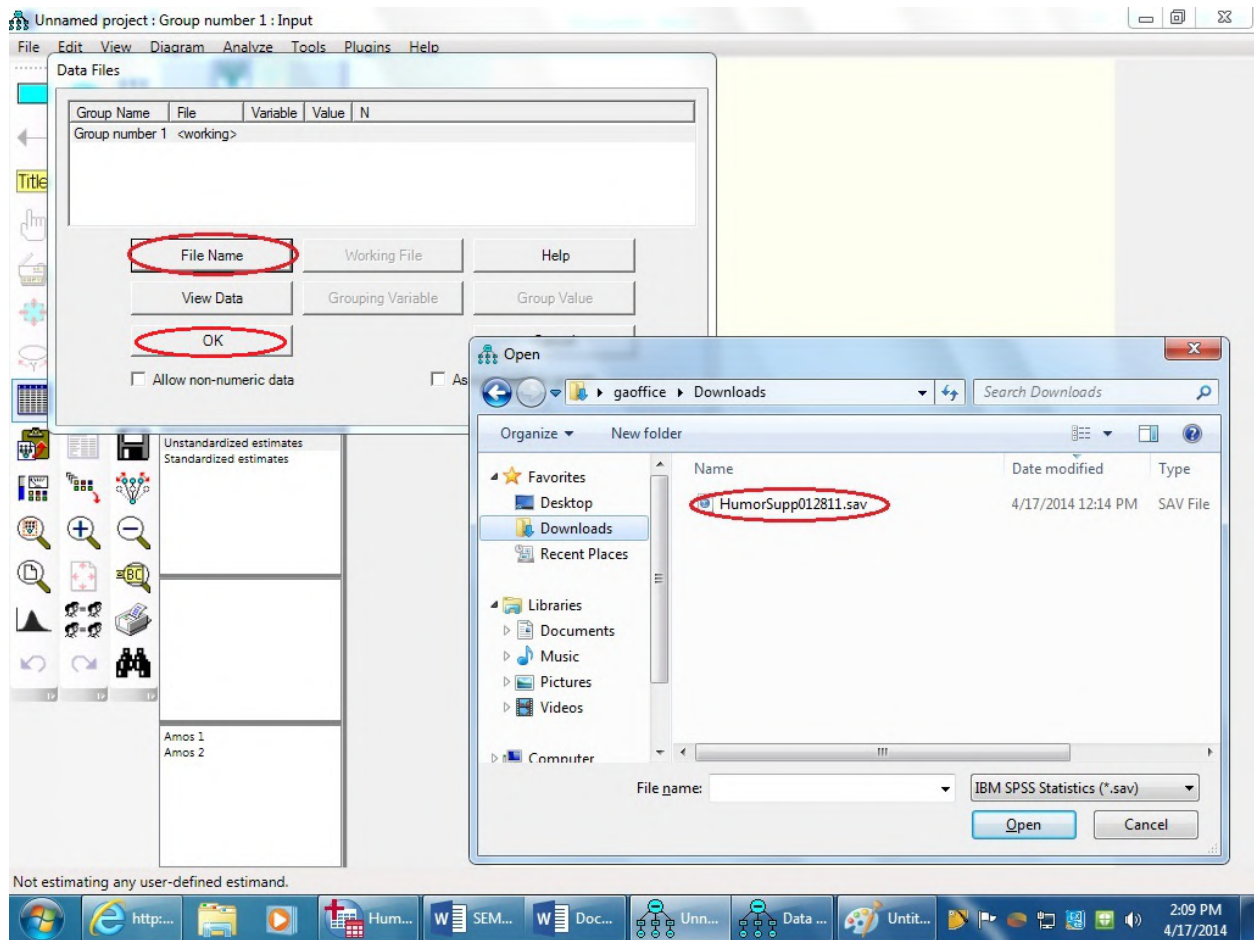 Unnamed project : Group number 1 : Input
File Edit View Diagram Analyze Tools Plugins Help
Data Files
Group Name File Variable Value N
Group number 1 <working>
Title
File Name Working File Help
View Data Grouping Variable Group Value
OK
Allow non-numeric data As
Unstandardized estimates
Standardized estimates
Amos 1
Amos 2
Open
gaoffice Downloads
Search Downloads
Organize New folder
Name Date modified Type
HumorSupp012811.sav 4/17/2014 12:14 PM SAV File
Favorites
Desktop
Downloads
Recent Places
Libraries
Documents
Music
Pictures
Videos
Computer
File name: IBM SPSS Statistics (*.sav)
Open Cancel
Not estimating any user-defined estimand.
http:... Hum... SEM... Doc... Unn... Data ... Untit... 2:09 PM
4/17/2014